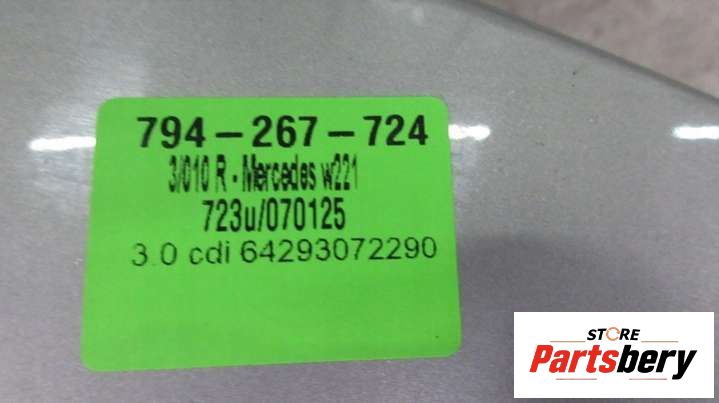 794-267-724
3/010 R - Mercedes w221
723u/070125
3.0 cdi 64293072290
STORE
Partsbery